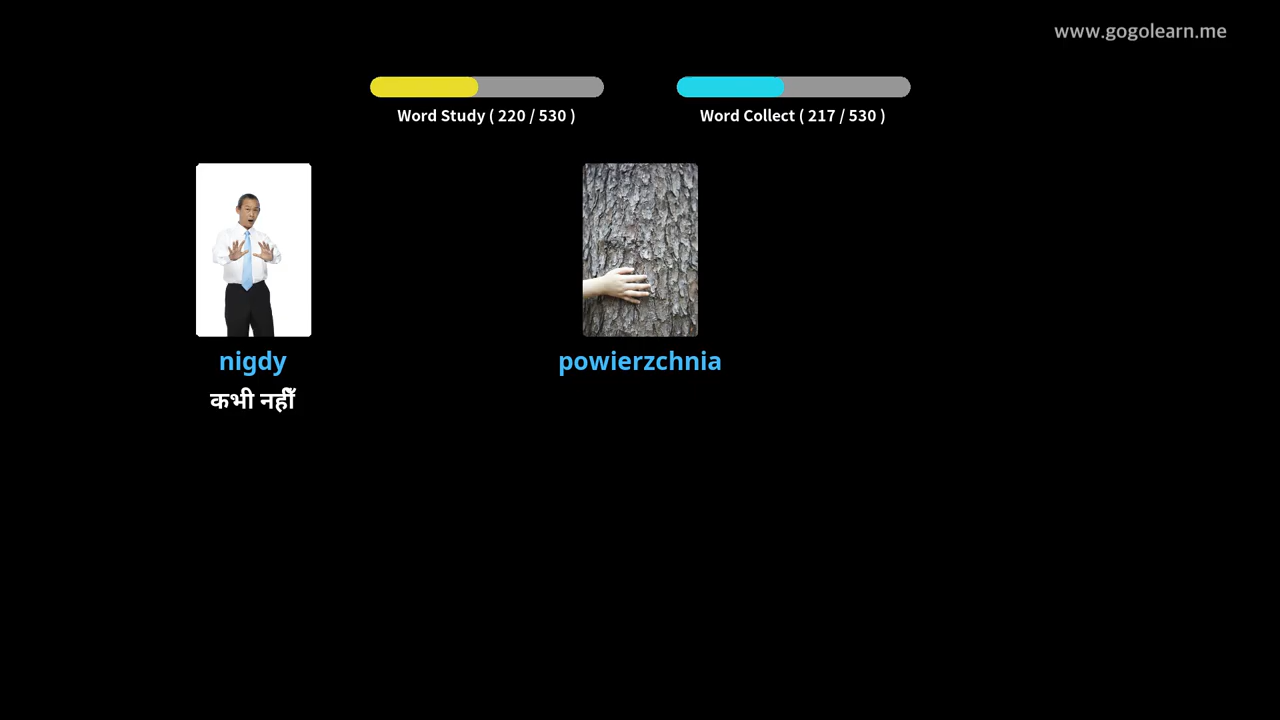 www.gogolearn.me
Word Study ( 220 / 530 )
Word Collect ( 217 / 530 )
nigdy
कभी नहीँ
powierzchnia